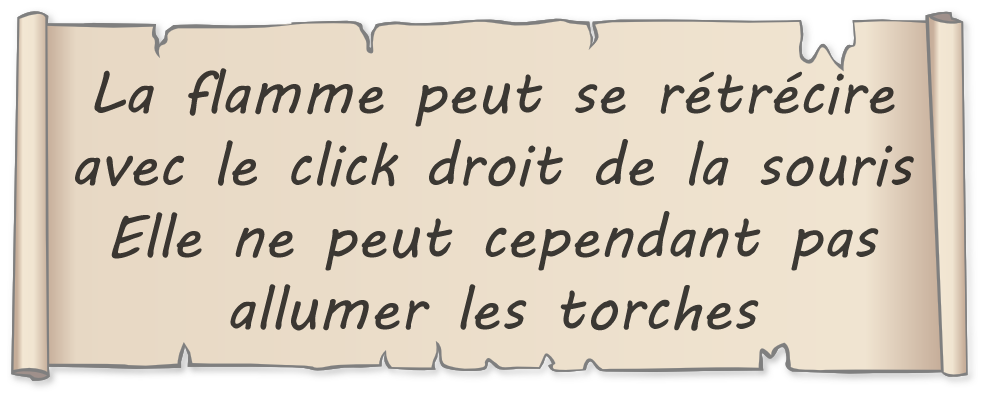 La flamme peut se rétrécire
avec le click droit de la souris
Elle ne peut cependant pas
allumer les torches